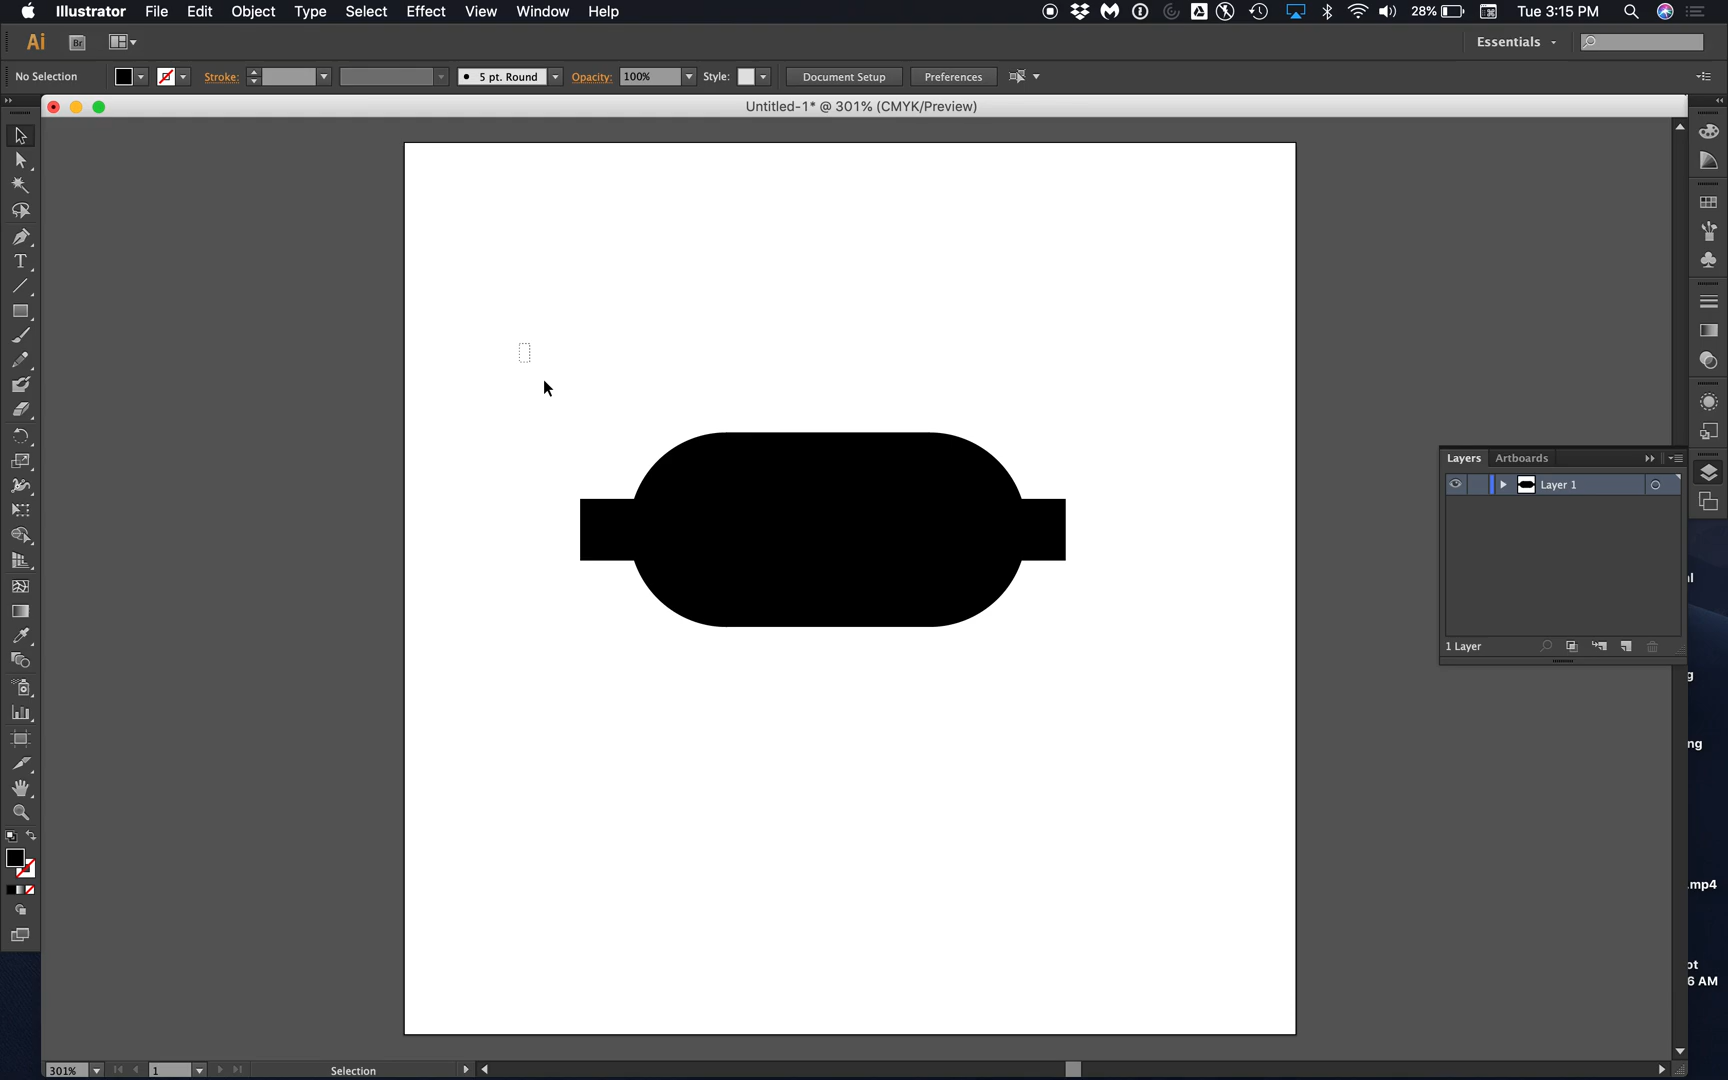 Illustrator File Edit Object Type Select Effect View Window Help 28% Tue 3:15 PM
Ai Br Essentials
No Selection Stroke: 5 pt. Round Opacity: 100% Style: Document Setup Preferences
Untitled-1* @ 301% (CMYK/Preview)
T
Layers Artboards
Layer 1
1 Layer
al
g
ng
.mp4
ot
6 AM
301% 1 Selection